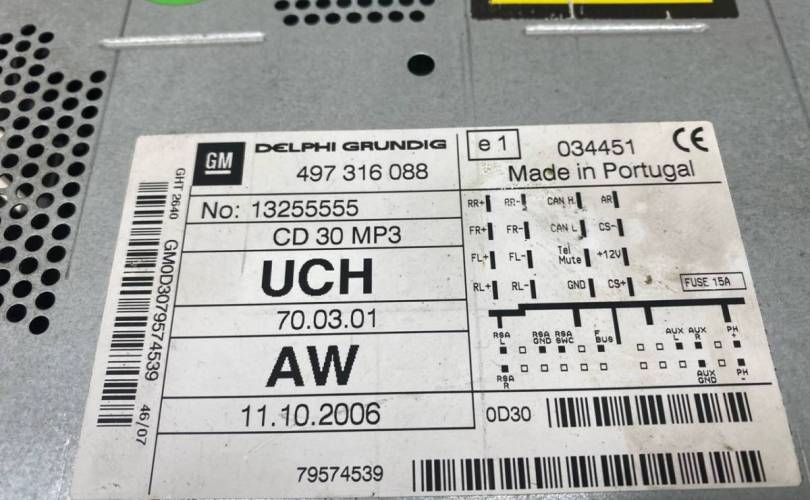 GM
DELPHI GRUNDIG
497 316 088
e 1
034451
CE
Made in Portugal
No: 13255555
CD 30 MP3
UCH
70.03.01
AW
11.10.2006
79574539
0D30
RR+ RR- CAN H AR
FR+ FR- CAN L CS-
FL+ FL- Tel Mute +12V
RL+ RL- GND CS+
FUSE 15A
RSA L
RSA GND
RSA SWC
F BUS
AUX L
AUX R
PH +
RSA R
AUX GND
PH -
GHT 2640
GM0D3079574539
46/07